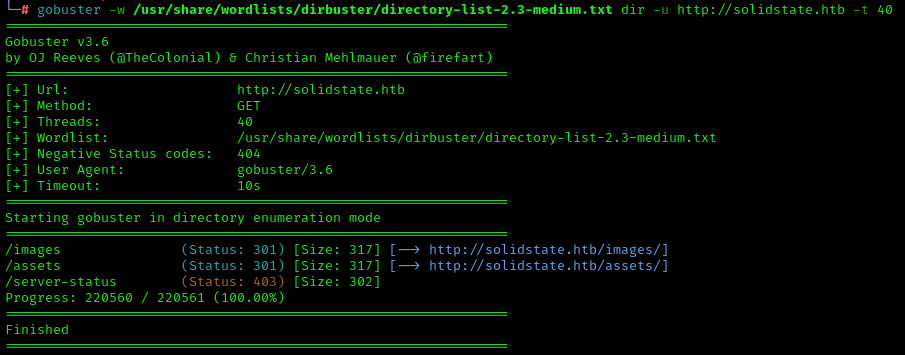 └─# gobuster -w /usr/share/wordlists/dirbuster/directory-list-2.3-medium.txt dir -u http://solidstate.htb -t 40
===============================================================
Gobuster v3.6
by OJ Reeves (@TheColonial) & Christian Mehlmauer (@firefart)
===============================================================
[+] Url:                     http://solidstate.htb
[+] Method:                  GET
[+] Threads:                 40
[+] Wordlist:                /usr/share/wordlists/dirbuster/directory-list-2.3-medium.txt
[+] Negative Status codes:   404
[+] User Agent:              gobuster/3.6
[+] Timeout:                 10s
===============================================================
Starting gobuster in directory enumeration mode
===============================================================
/images               (Status: 301) [Size: 317] [--> http://solidstate.htb/images/]
/assets               (Status: 301) [Size: 317] [--> http://solidstate.htb/assets/]
/server-status        (Status: 403) [Size: 302]
Progress: 220560 / 220561 (100.00%)
===============================================================
Finished
===============================================================